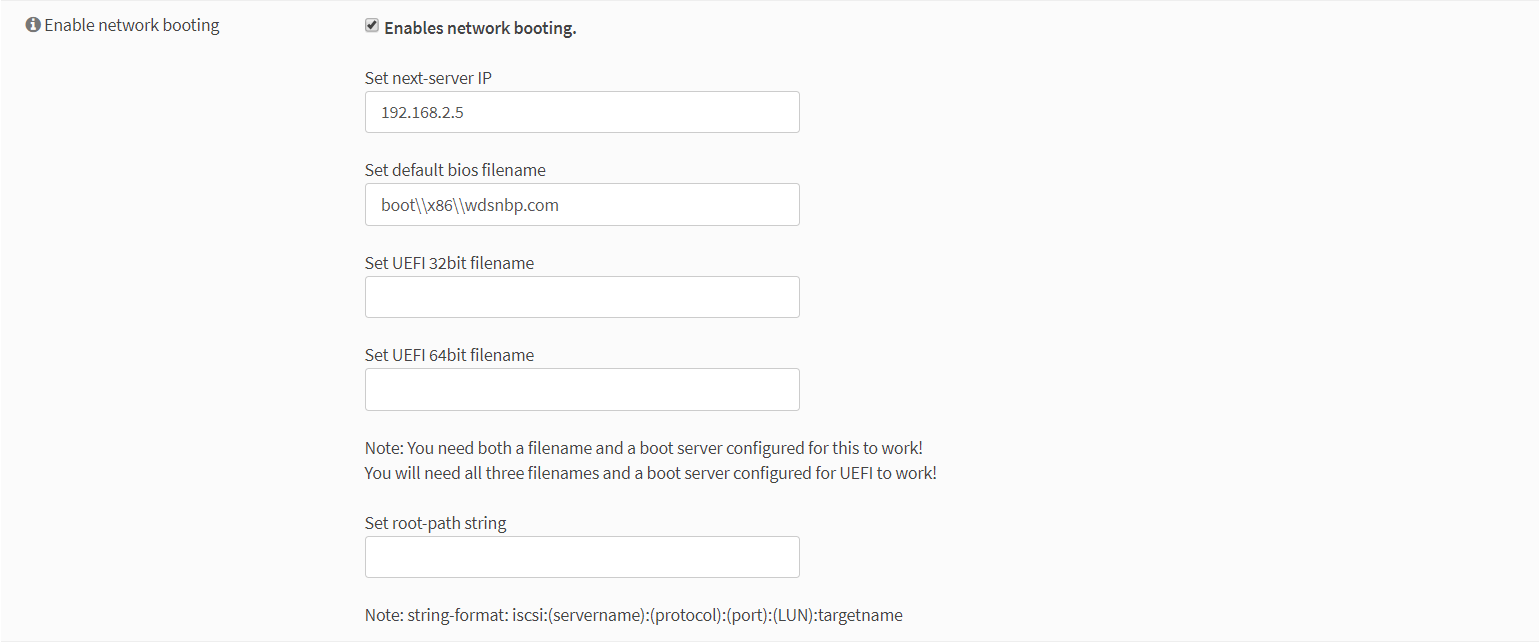 Enable network booting
Enables network booting.
Set next-server IP
192.168.2.5
Set default bios filename
boot\\x86\\wdsnbp.com
Set UEFI 32bit filename
Set UEFI 64bit filename
Note: You need both a filename and a boot server configured for this to work!
You will need all three filenames and a boot server configured for UEFI to work!
Set root-path string
Note: string-format: iscsi:(servername):(protocol):(port):(LUN):targetname